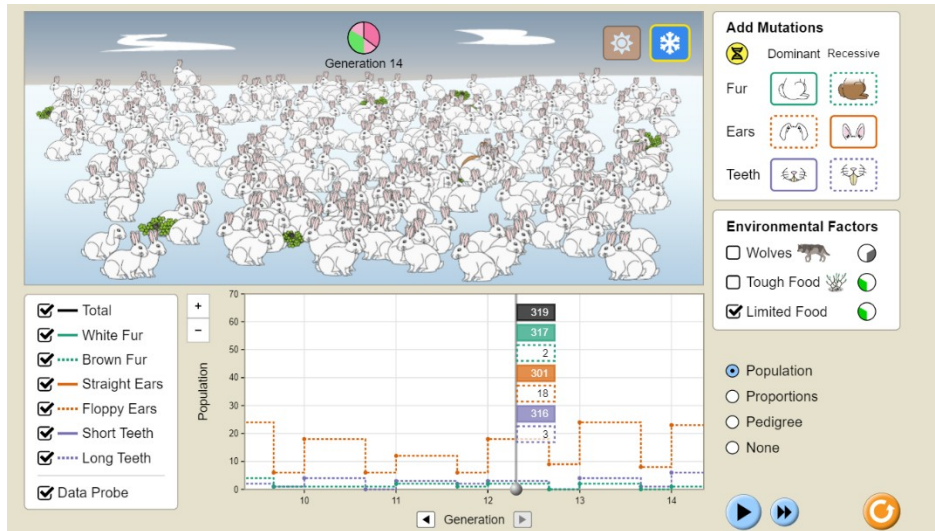 Generation 14
Add Mutations
Dominant Recessive
Fur
Ears
Teeth
Environmental Factors
Wolves
Tough Food
Limited Food
Population
Proportions
Pedigree
None
Total
White Fur
Brown Fur
Straight Ears
Floppy Ears
Short Teeth
Long Teeth
Data Probe
+
−
Population
70
60
50
40
30
20
10
0
319
317
2
301
18
316
3
10 11 12 13 14
Generation